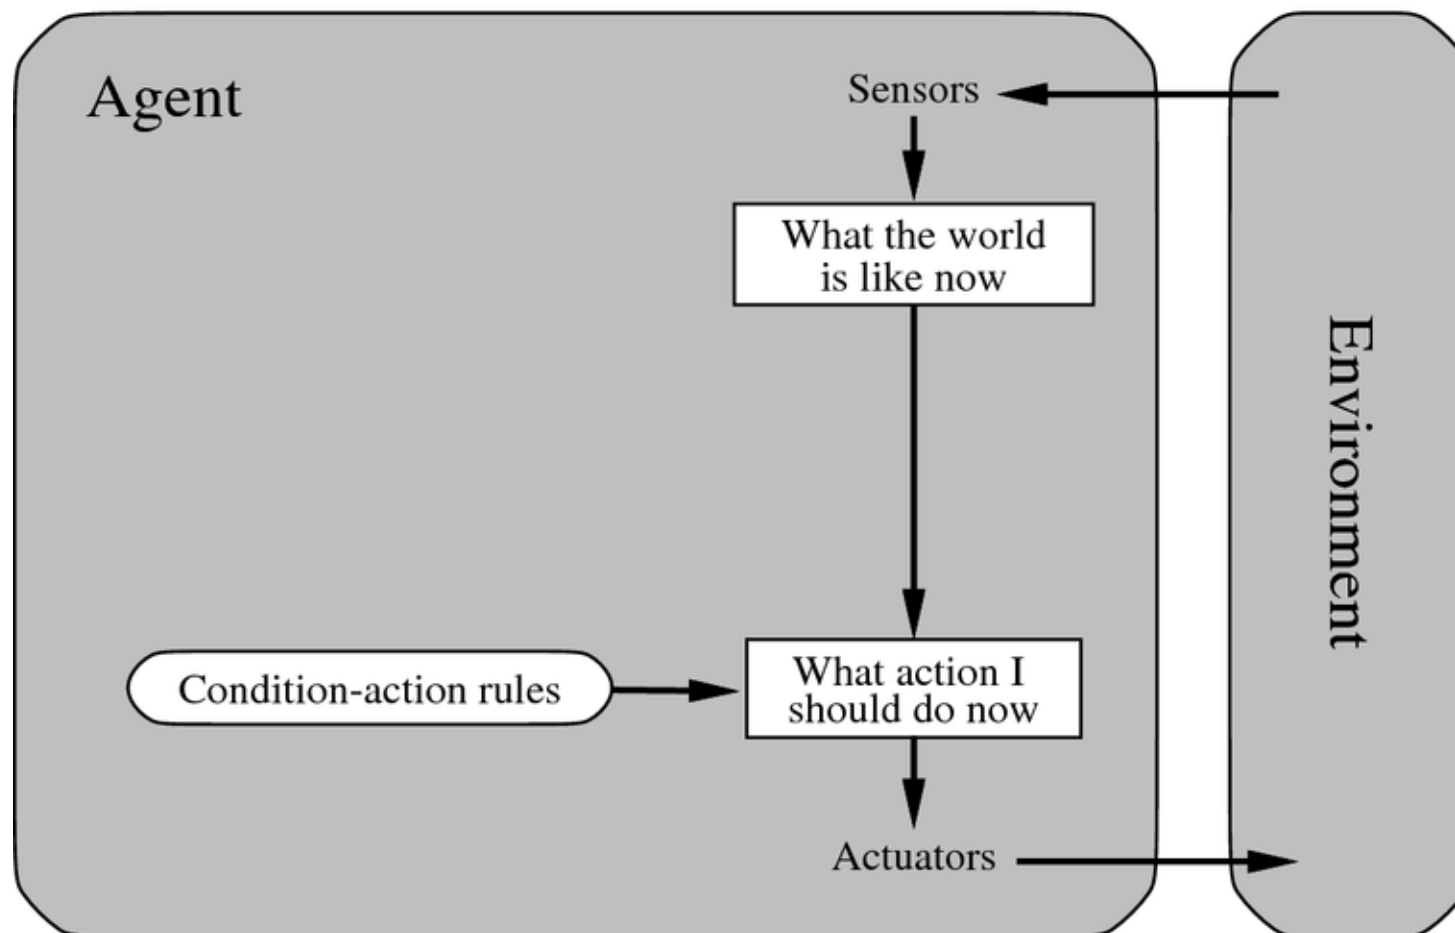 Agent
Sensors
What the world
is like now
Environment
Condition-action rules
What action I
should do now
Actuators